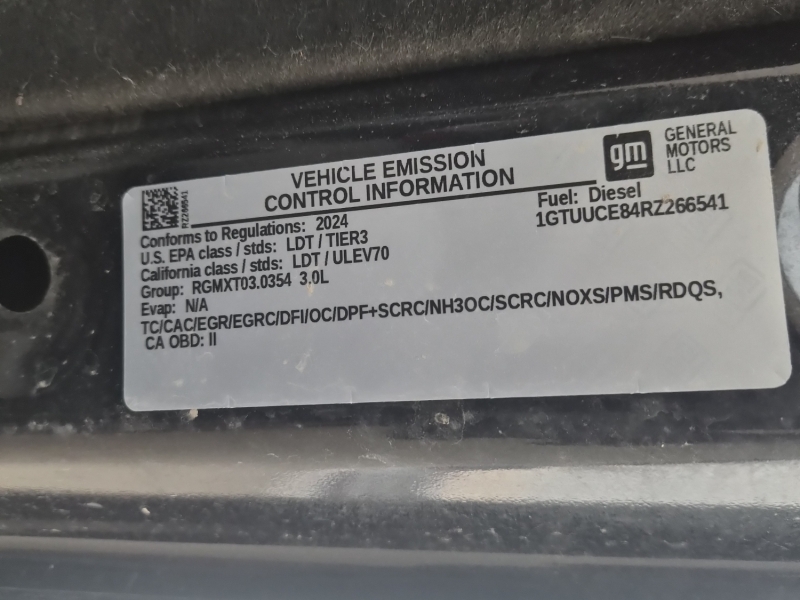 VEHICLE EMISSION
CONTROL INFORMATION
gm
GENERAL
MOTORS
LLC
RZ266541
Conforms to Regulations: 2024
Fuel: Diesel
U.S. EPA class / stds: LDT / TIER3
1GTUUCE84RZ266541
California class / stds: LDT / ULEV70
Group: RGMXT03.0354 3.0L
Evap: N/A
TC/CAC/EGR/EGRC/DFI/OC/DPF+SCRC/NH3OC/SCRC/NOXS/PMS/RDQS,
CA OBD: II